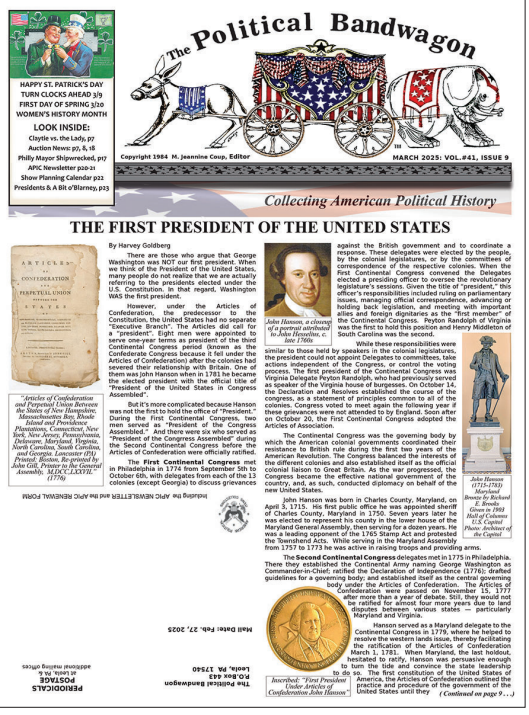 The Political Bandwagon
HAPPY ST. PATRICK'S DAY
TURN CLOCKS AHEAD 3/9
FIRST DAY OF SPRING 3/20
WOMEN'S HISTORY MONTH
LOOK INSIDE:
Claytie vs. the Lady, p7
Auction News: p7, 8, 18
Philly Mayor Shipwrecked, p17
APIC Newsletter p20-21
Show Planning Calendar p22
Presidents & A Bit o'Blarney, p23
Copyright 1984 M. Jeannine Coup, Editor
TM
MARCH 2025: VOL.#41, ISSUE 9
Collecting American Political History
THE FIRST PRESIDENT OF THE UNITED STATES
ARTICLES
OF
CONFEDERATION
AND
PERPETUAL UNION
BETWEEN THE
STATES
OF
"Articles of Confederation
and Perpetual Union Between
the States of New Hampshire,
Massachusetts Bay, Rhode
Island and Providence
Plantations, Connecticut, New
York, New Jersey, Pennsylvania,
Delaware, Maryland, Virginia,
North Carolina, South Carolina,
and Georgia. Lancaster (PA)
Printed: Boston, Re-printed by
John Gill, Printer to the General
Assembly, M,DCC,LXXVII."
(1776)
By Harvey Goldberg
There are those who argue that George
Washington was NOT our first president. When
we think of the President of the United States,
many people do not realize that we are actually
referring to the presidents elected under the
U.S. Constitution. In that regard, Washington
WAS the first president.
However, under the Articles of
Confederation, the predecessor to the
Constitution, the United States had no separate
"Executive Branch". The Articles did call for
a "president". Eight men were appointed to
serve one-year terms as president of the third
Continental Congress period (known as the
Confederate Congress because it fell under the
Articles of Confederation) after the colonies had
severed their relationship with Britain. One of
them was John Hanson when in 1781 he became
the elected president with the official title of
"President of the United States in Congress
Assembled".
But it's more complicated because Hanson
was not the first to hold the office of "President."
During the First Continental Congress, two
men served as "President of the Congress
Assembled." And there were six who served as
"President of the Congress Assembled" during
the Second Continental Congress before the
Articles of Confederation were officially ratified.
The First Continental Congress met
in Philadelphia in 1774 from September 5th to
October 6th, with delegates from each of the 13
colonies (except Georgia) to discuss grievances
John Hanson, a closeup
of a portrait attributed
to John Hesselius, c.
late 1760s
against the British government and to coordinate a
response. These delegates were elected by the people,
by the colonial legislatures, or by the committees of
correspondence of the respective colonies. When the
First Continental Congress convened the Delegates
elected a presiding officer to oversee the revolutionary
legislature's sessions. Given the title of "president," this
officer's responsibilities included ruling on parliamentary
issues, managing official correspondence, advancing or
holding back legislation, and meeting with important
allies and foreign dignitaries as the "first member" of
the Continental Congress. Peyton Randolph of Virginia
was the first to hold this position and Henry Middleton of
South Carolina was the second.
While these responsibilities were
similar to those held by speakers in the colonial legislatures,
the president could not appoint Delegates to committees, take
actions independent of the Congress, or control the voting
process. The first president of the Continental Congress was
Virginia Delegate Peyton Randolph, who had previously served
as speaker of the Virginia House of burgesses. On October 14,
the Declaration and Resolves established the course of the
congress, as a statement of principles common to all of the
colonies. Congress voted to meet again the following year if
these grievances were not attended to by England. Soon after
on October 20, the First Continental Congress adopted the
Articles of Association.
The Continental Congress was the governing body by
which the American colonial governments coordinated their
resistance to British rule during the first two years of the
American Revolution. The Congress balanced the interests of
the different colonies and also established itself as the official
colonial liaison to Great Britain. As the war progressed, the
Congress became the effective national government of the
country, and, as such, conducted diplomacy on behalf of the
new United States.
John Hanson
(1715-1783)
Maryland
Bronze by Richard
E. Brooks
Given in 1903
Hall of Columns
U.S. Capitol
Photo: Architect of
the Capitol
John Hanson was born in Charles County, Maryland, on
April 3, 1715. His first public office he was appointed sheriff
of Charles County, Maryland in 1750. Seven years later he
was elected to represent his county in the lower house of the
Maryland General Assembly, then serving for a dozen years. He
was a leading opponent of the 1765 Stamp Act and protested
the Townshend Acts. While serving in the Maryland Assembly
from 1757 to 1773 he was active in raising troops and providing arms.
The Second Continental Congress delegates met in 1775 in Philadelphia.
There they established the Continental Army naming George Washington as
Commander-in-Chief; ratified the Declaration of Independence (1776); drafted
guidelines for a governing body; and established itself as the central governing
body under the Articles of Confederation. The Articles of
Confederation were passed on November 15, 1777
after more than a year of debate. Still, they would not
be ratified for almost four more years due to land
disputes between various states — particularly
Maryland and Virginia.
Hanson served as a Maryland delegate to the
Continental Congress in 1779, where he helped to
resolve the western lands issue, thereby facilitating
the ratification of the Articles of Confederation
March 1, 1781. When Maryland, the last holdout,
hesitated to ratify, Hanson was persuasive enough
to turn the tide and convince the state leadership
to do so. The first constitution of the United States of
America, the Articles of Confederation outlined the
practice and procedure of the government of the
United States until they (Continued on page 9 . . .)
Inscribed: "First President
Under Articles of
Confederation John Hanson"
Including the APIC NEWSLETTER and the APIC RENEWAL FORM
Mail Date: Feb. 27, 2025
The Political Bandwagon
P.O.Box 443
Leola, PA 17540
PERIODICALS
POSTAGE
at Leola, PA &
additional mailing offices